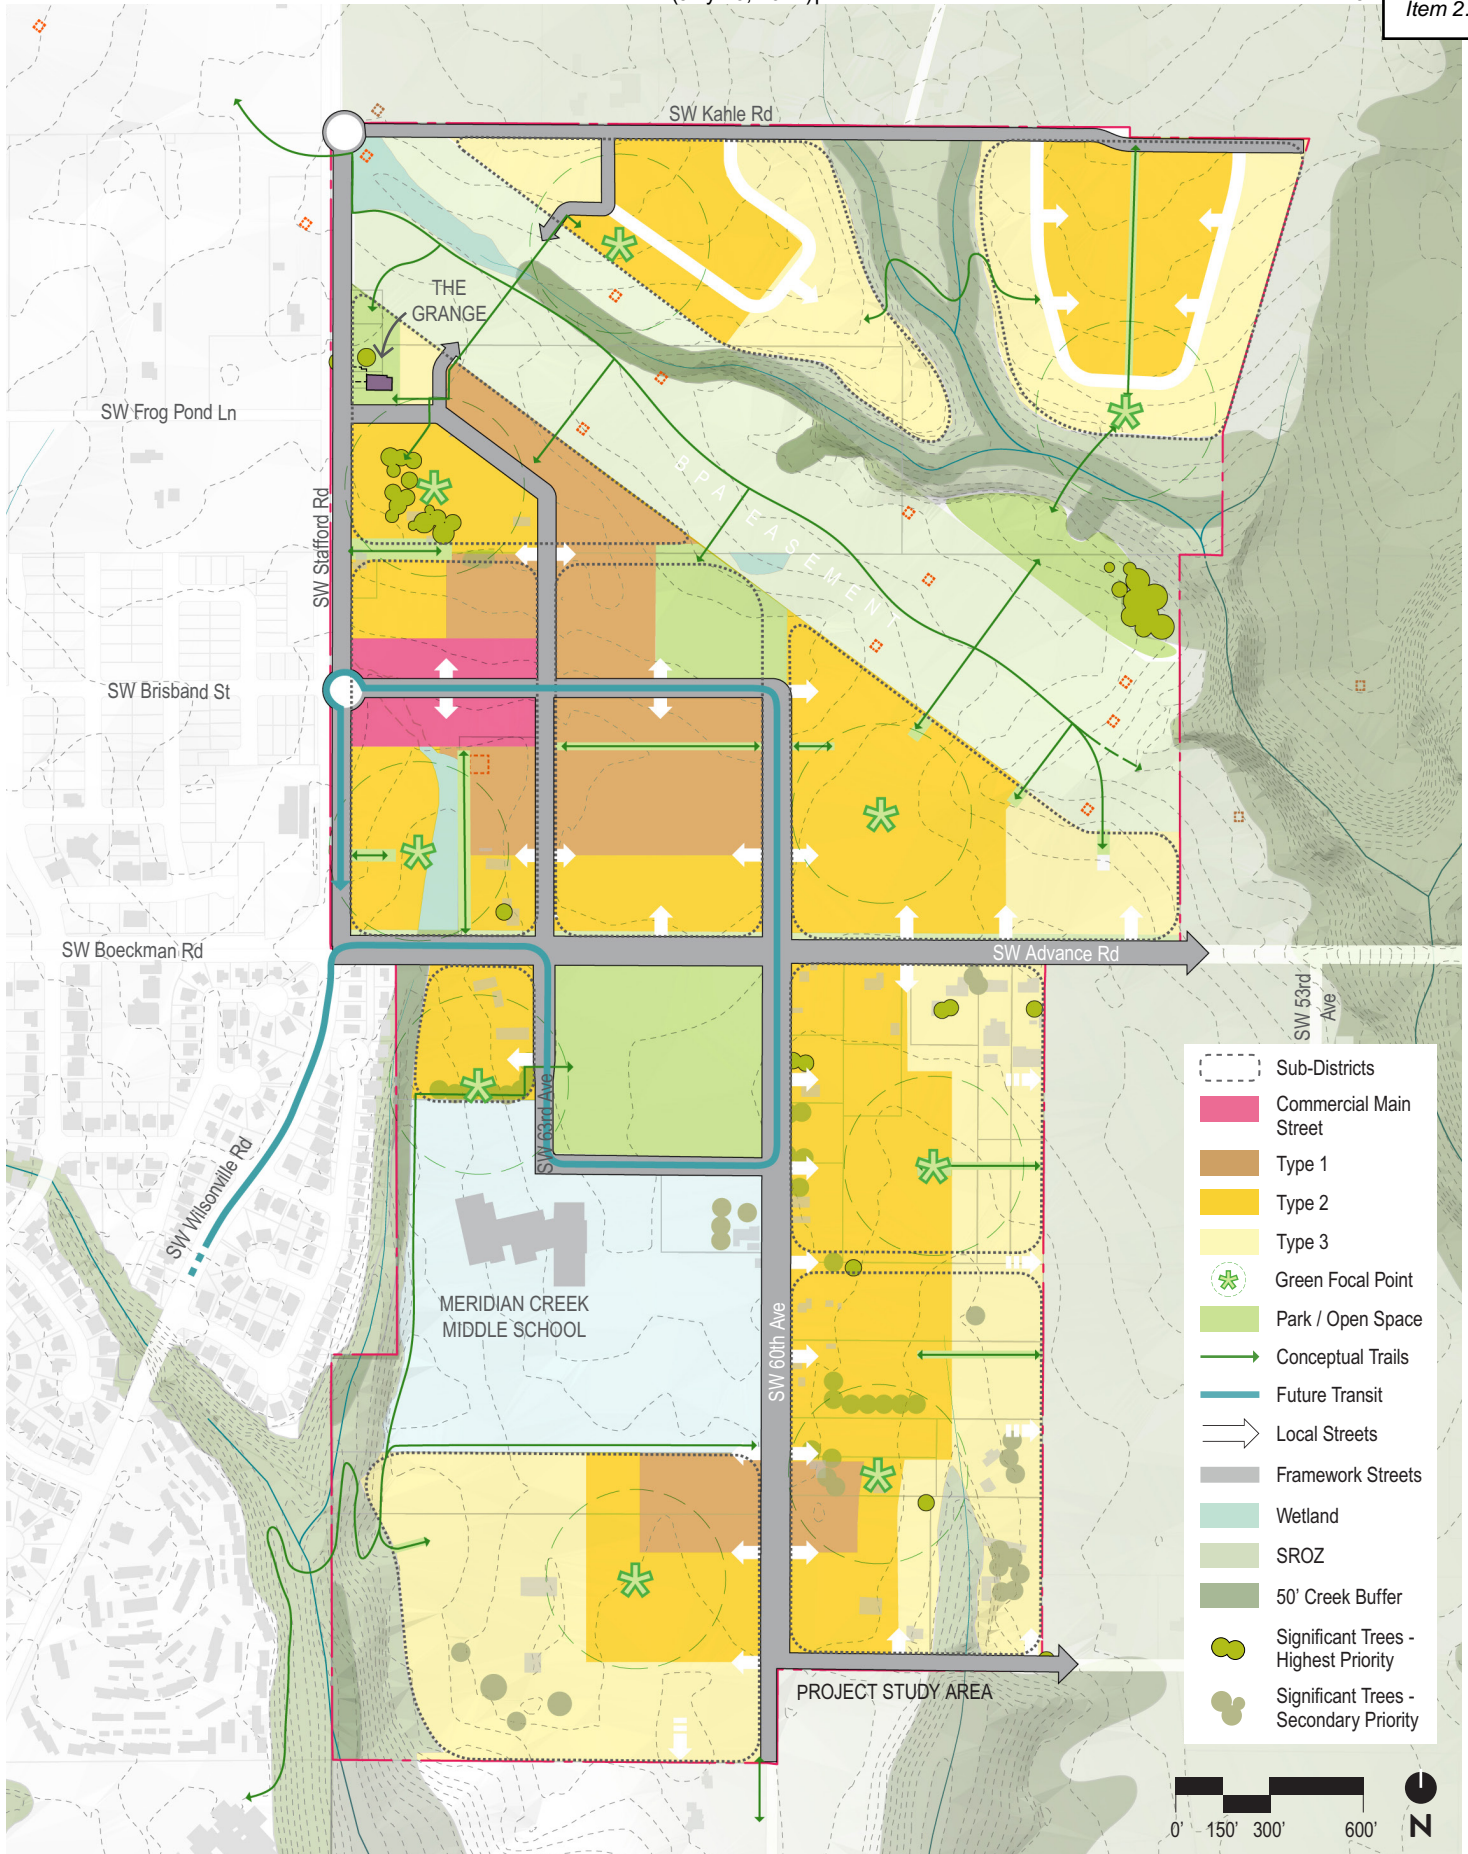 Item 2.
SW Kahle Rd
THE
GRANGE
SW Frog Pond Ln
SW Stafford Rd
BPA EASEMENT
SW Brisband St
SW Boeckman Rd
SW Advance Rd
SW 53rd
Ave
SW 63rd Ave
SW Wilsonville Rd
MERIDIAN CREEK
MIDDLE SCHOOL
SW 60th Ave
PROJECT STUDY AREA
Sub-Districts
Commercial Main
Street
Type 1
Type 2
Type 3
Green Focal Point
Park / Open Space
Conceptual Trails
Future Transit
Local Streets
Framework Streets
Wetland
SROZ
50' Creek Buffer
Significant Trees -
Highest Priority
Significant Trees -
Secondary Priority
0' 150' 300' 600'
N